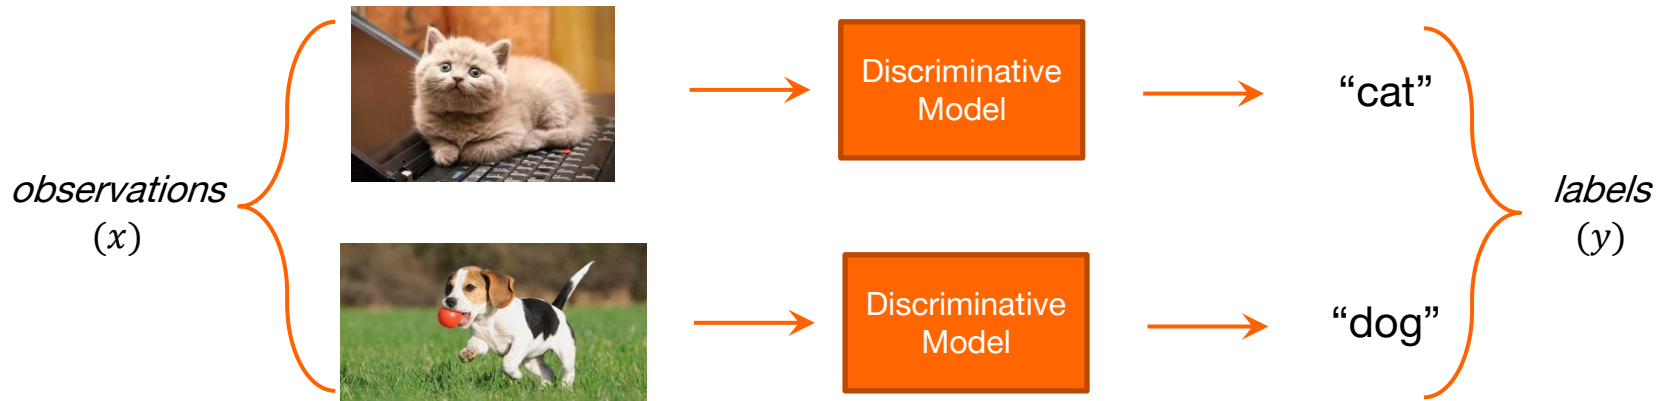 observations
(x)
Discriminative
Model
“cat”
Discriminative
Model
“dog”
labels
(y)